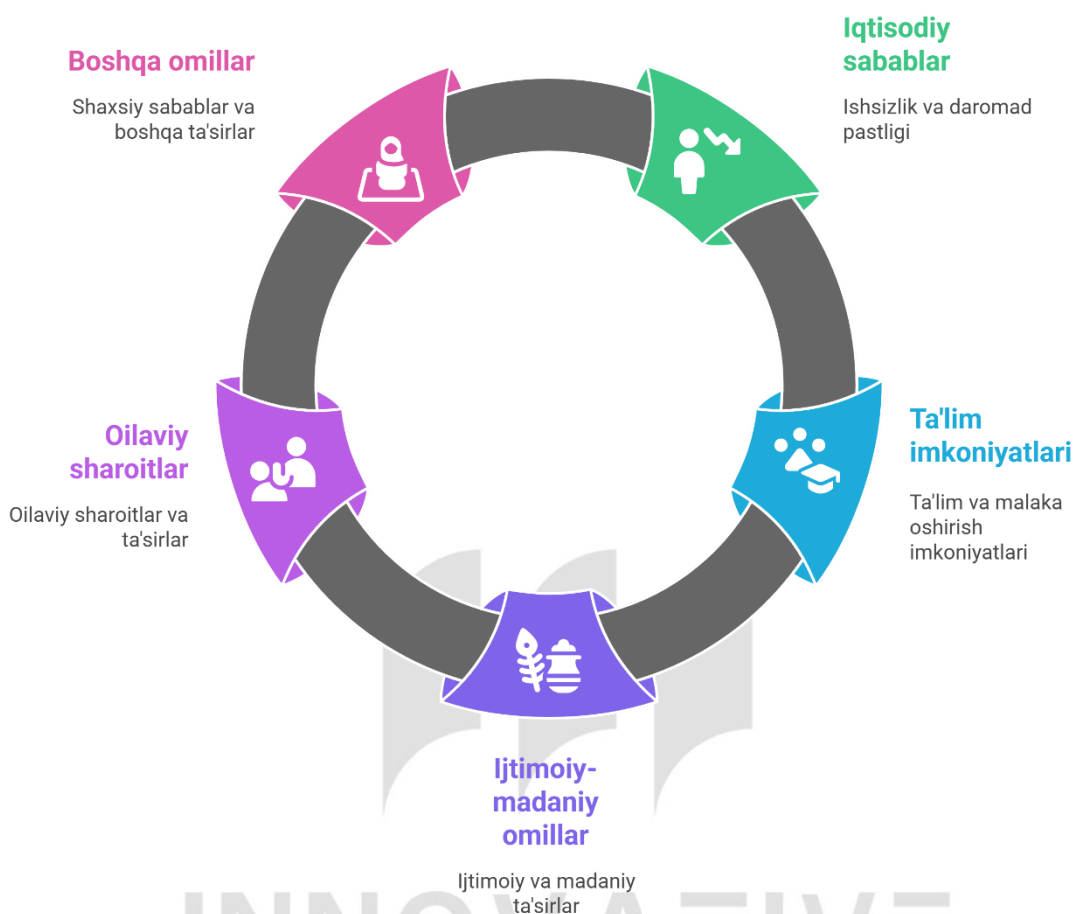 Boshqa omillar
Shaxsiy sabablar va
boshqa ta'sirlar
Iqtisodiy
sabablar
Ishsizlik va daromad
pastligi
Ta'lim
imkoniyatlari
Ta'lim va malaka
oshirish
imkoniyatlari
Oilaviy
sharoitlar
Oilaviy sharoitlar va
ta'sirlar
Ijtimoiy-
madaniy
omillar
Ijtimoiy va madaniy
ta'sirlar
INNOVATIVE